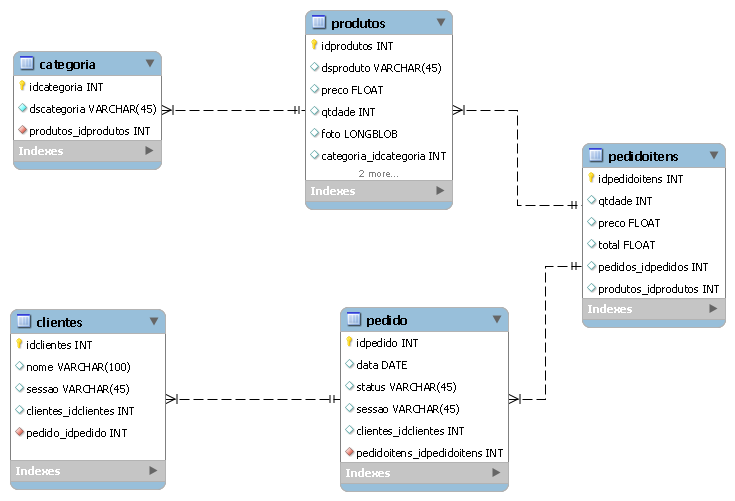 categoria
idcategoria INT
dscategoria VARCHAR(45)
produtos_idprodutos INT
Indexes
produtos
idprodutos INT
dsproduto VARCHAR(45)
preco FLOAT
qtdade INT
foto LONGBLOB
categoria_idcategoria INT
2 more...
Indexes
pedidoitens
idpedidoitens INT
qtdade INT
preco FLOAT
total FLOAT
pedidos_idpedidos INT
produtos_idprodutos INT
Indexes
clientes
idclientes INT
nome VARCHAR(100)
sessao VARCHAR(45)
clientes_idclientes INT
pedido_idpedido INT
Indexes
pedido
idpedido INT
data DATE
status VARCHAR(45)
sessao VARCHAR(45)
clientes_idclientes INT
pedidoitens_idpedidoitens INT
Indexes